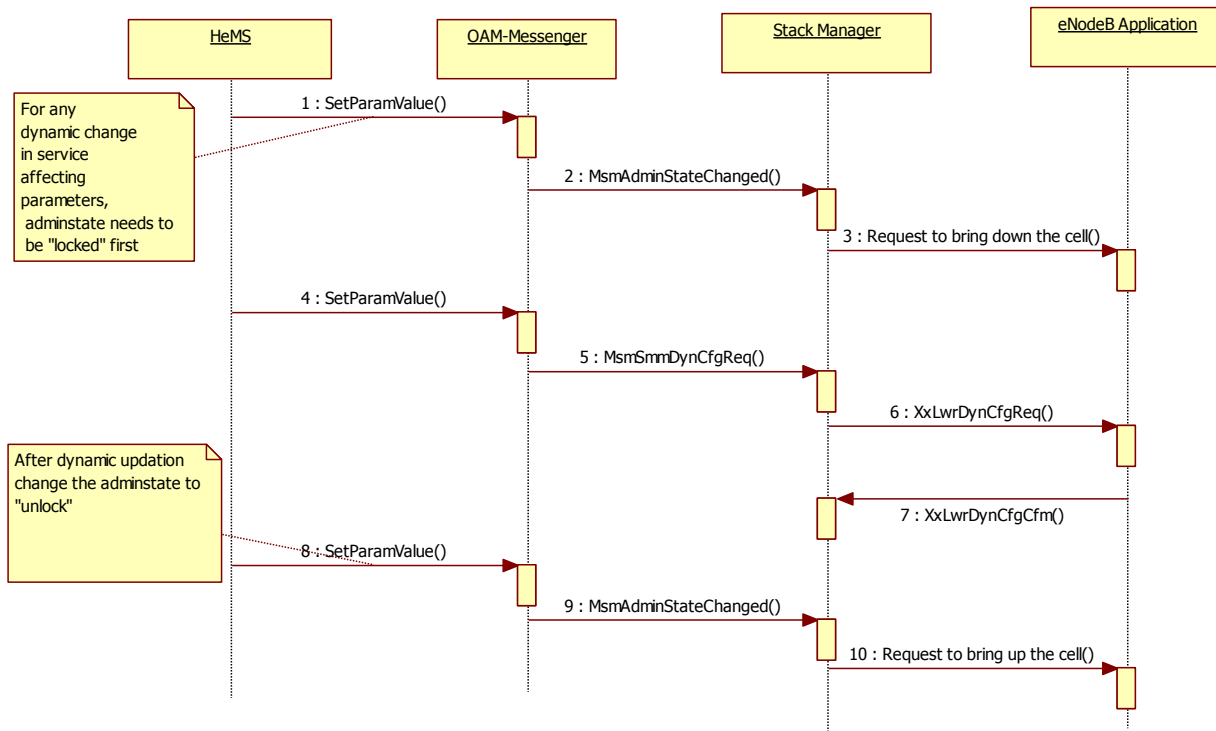 HeMS
OAM-Messenger
Stack Manager
eNodeB Application
For any
dynamic change
in service
affecting
parameters,
adminstate needs to
be "locked" first
1 : SetParamValue()
2 : MsmAdminStateChanged()
3 : Request to bring down the cell()
4 : SetParamValue()
5 : MsmSmmDynCfgReq()
6 : XxLwrDynCfgReq()
After dynamic updation
change the adminstate to
"unlock"
7 : XxLwrDynCfgCfm()
8 : SetParamValue()
9 : MsmAdminStateChanged()
10 : Request to bring up the cell()